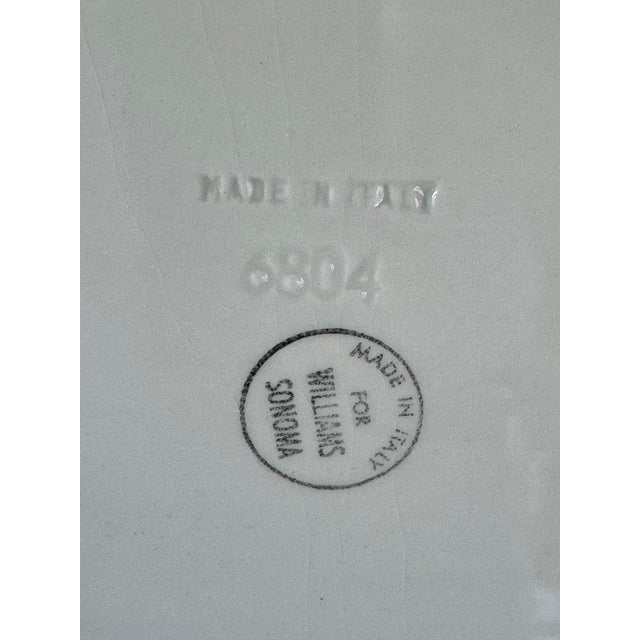 MADE IN ITALY
6804
MADE IN ITALY
FOR
WILLIAMS
SONOMA